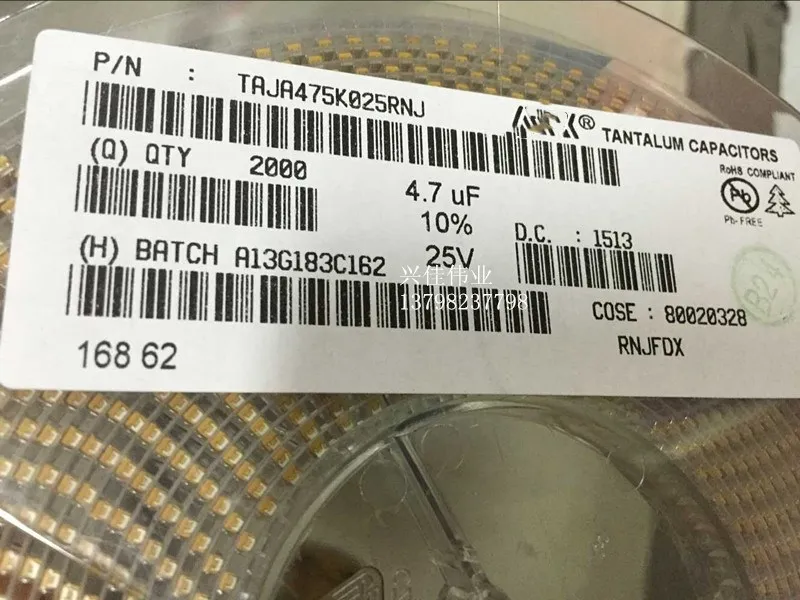 P/N : TAJA475K025RNJ
AVX® TANTALUM CAPACITORS
RoHS COMPLIANT
Pb
Pb-FREE
(Q) QTY 2000
4.7 uF
10%
25V
D.C. : 1513
(H) BATCH A13G183C162
兴佳伟业
13798237798
COSE : 80020328
B24
168 62
RNJFDX